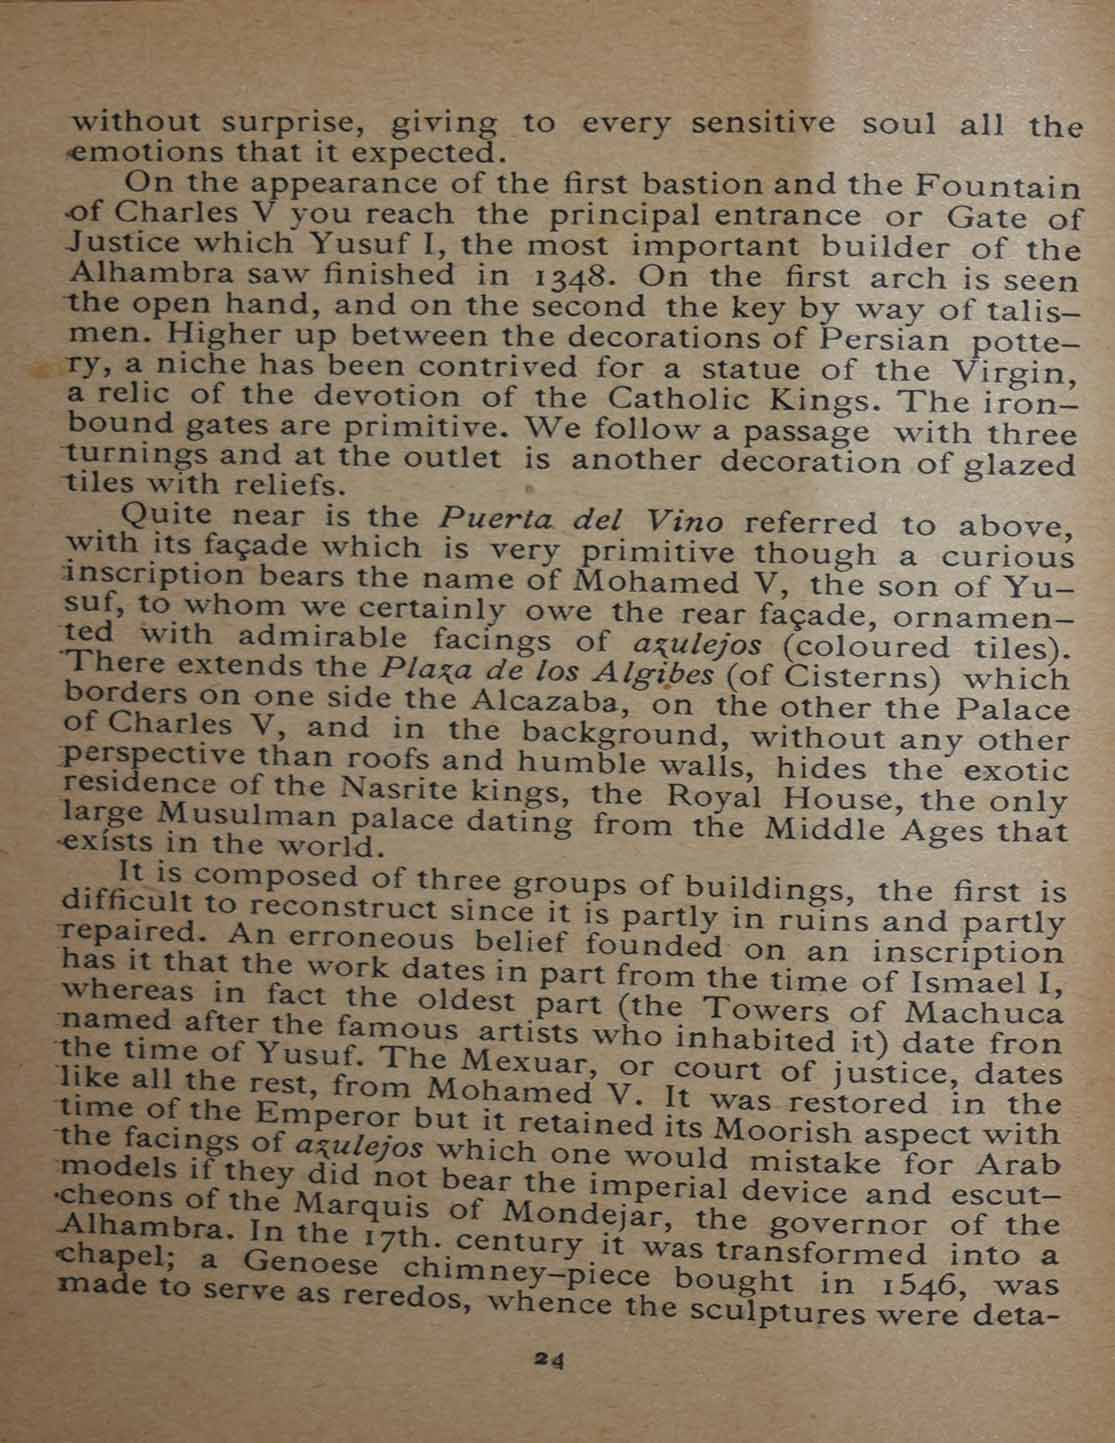 without surprise, giving to every sensitive soul all the
emotions that it expected.
On the appearance of the first bastion and the Fountain
of Charles V you reach the principal entrance or Gate of
Justice which Yusuf I, the most important builder of the
Alhambra saw finished in 1348. On the first arch is seen
the open hand, and on the second the key by way of talis-
men. Higher up between the decorations of Persian potte-
ry, a niche has been contrived for a statue of the Virgin,
a relic of the devotion of the Catholic Kings. The iron-
bound gates are primitive. We follow a passage with three
turnings and at the outlet is another decoration of glazed
tiles with reliefs.
Quite near is the Puerta del Vino referred to above,
with its façade which is very primitive though a curious
inscription bears the name of Mohamed V, the son of Yu-
suf, to whom we certainly owe the rear façade, ornamen-
ted with admirable facings of azulejos (coloured tiles).
There extends the Plaza de los Algibes (of Cisterns) which
borders on one side the Alcazaba, on the other the Palace
of Charles V, and in the background, without any other
perspective than roofs and humble walls, hides the exotic
residence of the Nasrite kings, the Royal House, the only
large Musulman palace dating from the Middle Ages that
exists in the world.
It is composed of three groups of buildings, the first is
difficult to reconstruct since it is partly in ruins and partly
repaired. An erroneous belief founded on an inscription
has it that the work dates in part from the time of Ismael I,
whereas in fact the oldest part (the Towers of Machuca
named after the famous artists who inhabited it) date fron
the time of Yusuf. The Mexuar, or court of justice, dates
like all the rest, from Mohamed V. It was restored in the
time of the Emperor but it retained its Moorish aspect with
the facings of azulejos which one would mistake for Arab
models if they did not bear the imperial device and escut-
cheons of the Marquis of Mondejar, the governor of the
Alhambra. In the 17th. century it was transformed into a
chapel; a Genoese chimney-piece bought in 1546, was
made to serve as reredos, whence the sculptures were deta-
24